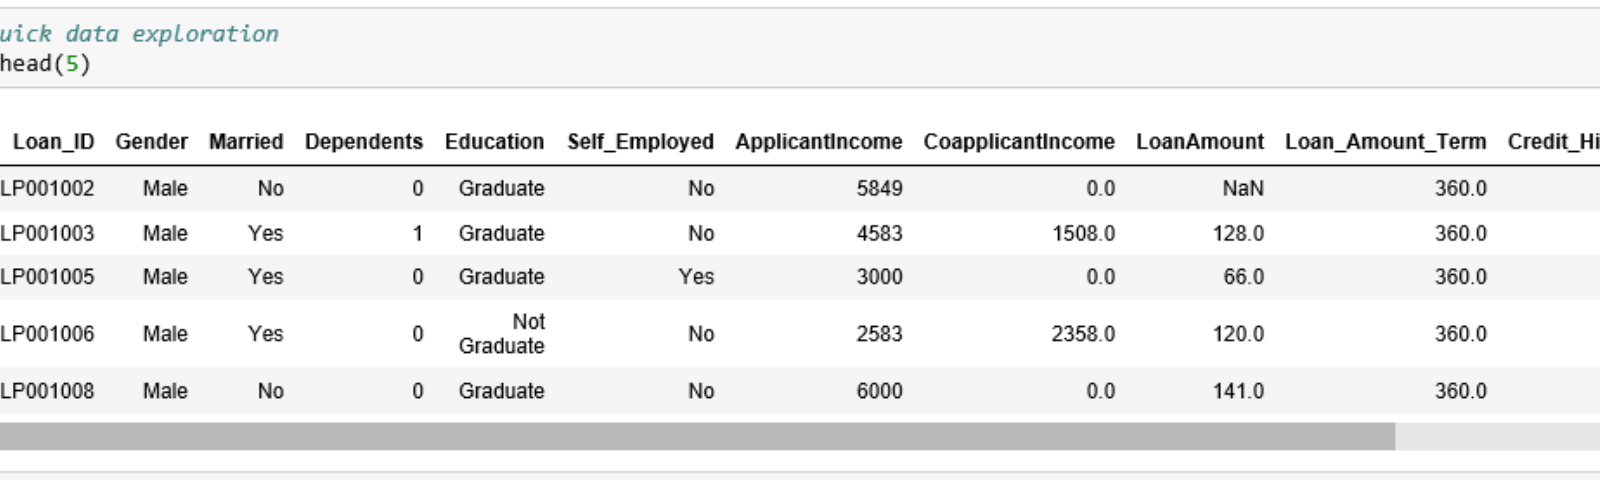 uick data exploration
head(5)
Loan_ID Gender Married Dependents Education Self_Employed ApplicantIncome CoapplicantIncome LoanAmount Loan_Amount_Term Credit_Hi
LP001002 Male No 0 Graduate No 5849 0.0 NaN 360.0
LP001003 Male Yes 1 Graduate No 4583 1508.0 128.0 360.0
LP001005 Male Yes 0 Graduate Yes 3000 0.0 66.0 360.0
LP001006 Male Yes 0 Not Graduate No 2583 2358.0 120.0 360.0
LP001008 Male No 0 Graduate No 6000 0.0 141.0 360.0